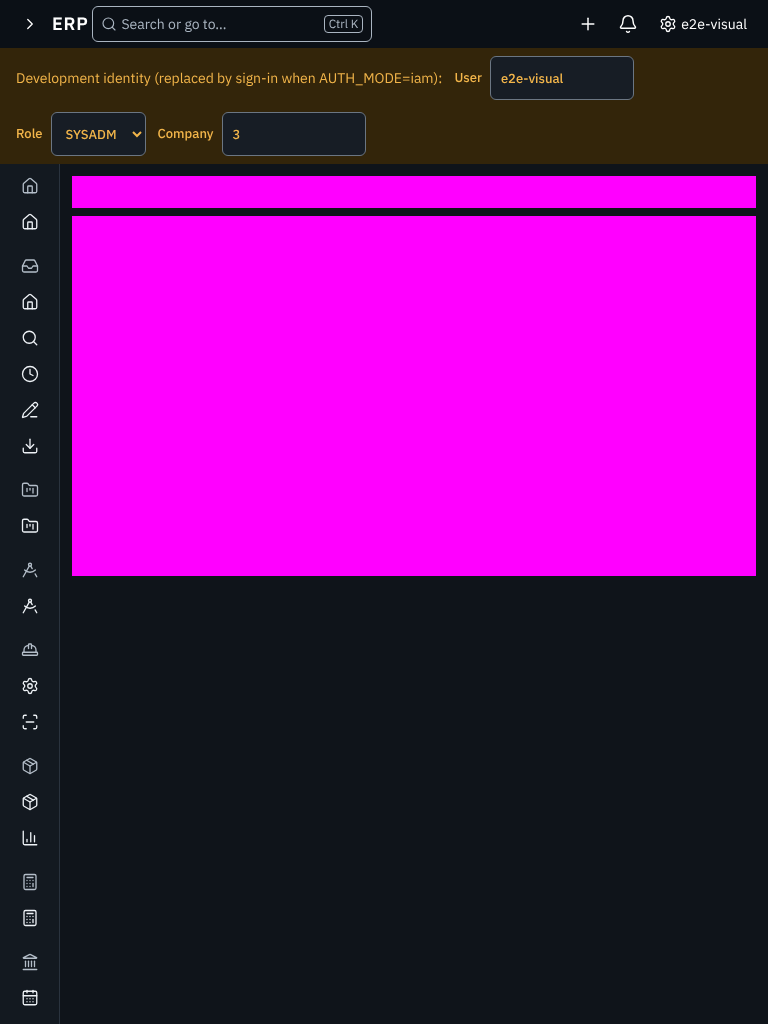 ERP Search or go to... Ctrl K e2e-visual
Development identity (replaced by sign-in when AUTH_MODE=iam): User e2e-visual
Role SYSADM Company 3